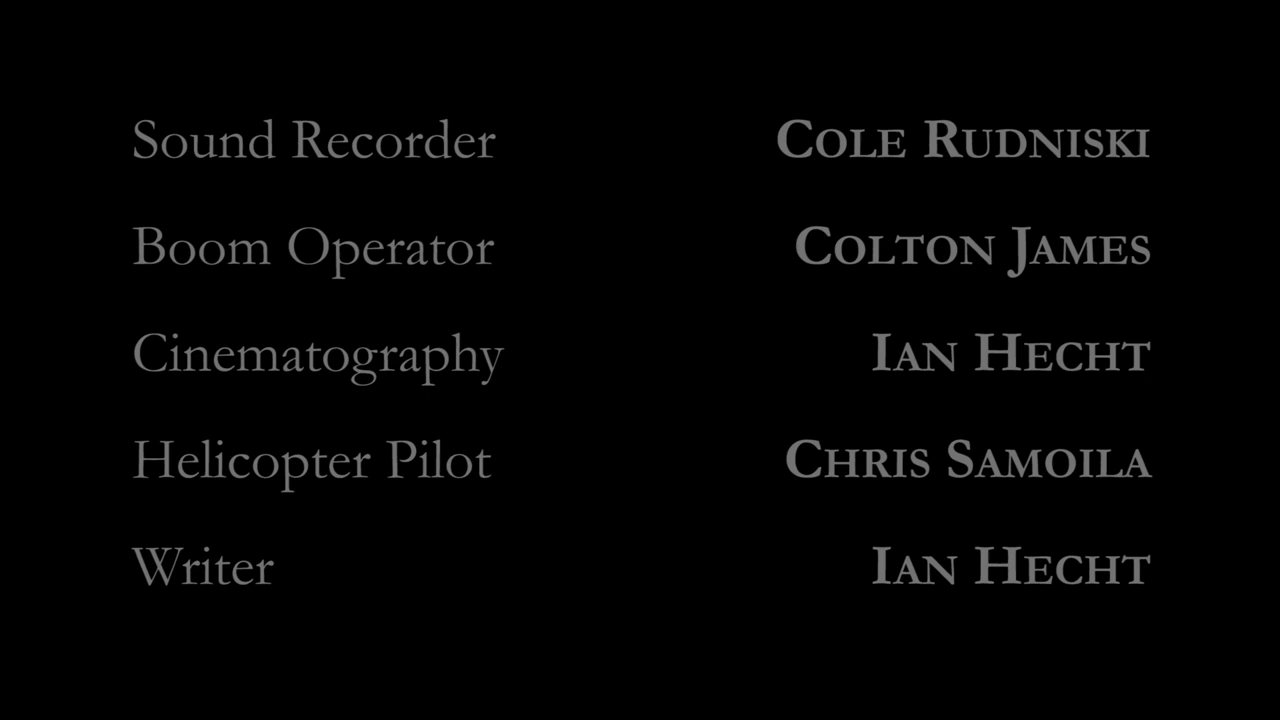 Sound Recorder Cole Rudniski
Boom Operator Colton James
Cinematography Ian Hecht
Helicopter Pilot Chris Samoila
Writer Ian Hecht